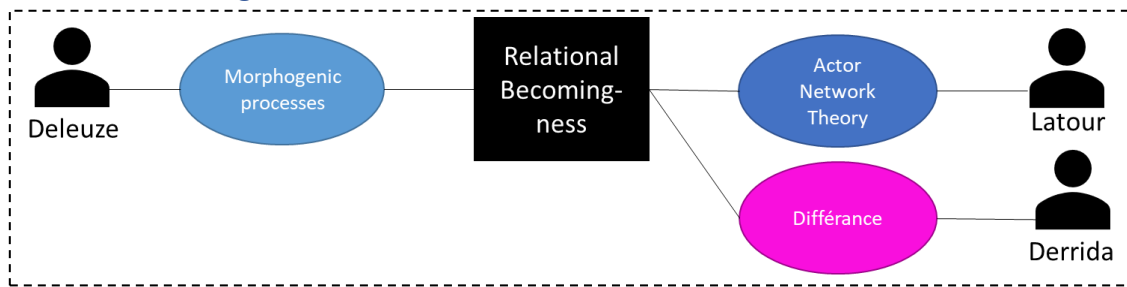 Morphogenic
processes
Deleuze
Relational
Becoming-
ness
Actor
Network
Theory
Latour
Différance
Derrida